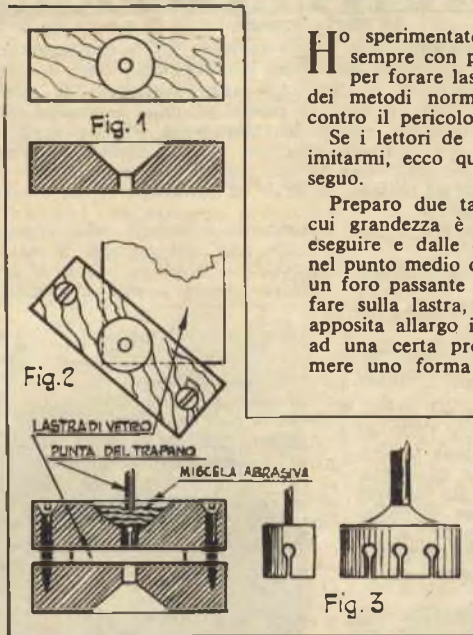 Fig. 1
Fig. 2
LASTRA DI VETRO
PUNTA DEL TRAPANO
MISCELA ABRASIVA
Fig. 3
Ho sperimentato
sempre con p
per forare las
dei metodi norm
contro il pericolo
Se i lettori de
imitarmi, ecco qu
seguo.
Preparo due ta
cui grandezza è
eseguire e dalle
nel punto medio d
un foro passante
fare sulla lastra,
apposita allargo i
ad una certa pro
mere uno forma